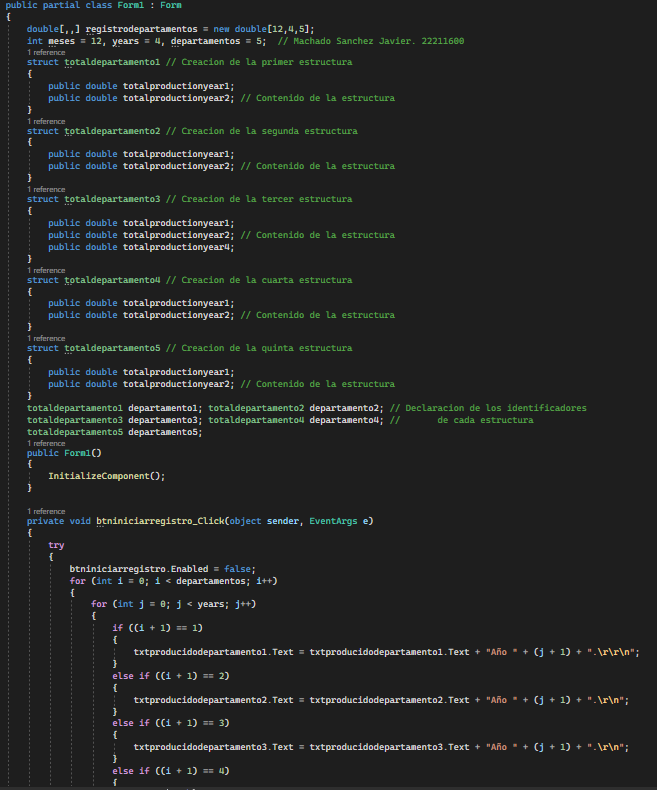 public partial class Form1 : Form
{
double[,,] registrodepartamentos = new double[12,4,5];
int meses = 12, years = 4, departamentos = 5;  // Machado Sanchez Javier. 22211600
1 reference
struct totaldepartamento1 // Creacion de la primer estructura
{
public double totalproductionyear1;
public double totalproductionyear2; // Contenido de la estructura
}
1 reference
struct totaldepartamento2 // Creacion de la segunda estructura
{
public double totalproductionyear1;
public double totalproductionyear2; // Contenido de la estructura
}
1 reference
struct totaldepartamento3 // Creacion de la tercer estructura
{
public double totalproductionyear1;
public double totalproductionyear2; // Contenido de la estructura
public double totalproductionyear4;
}
1 reference
struct totaldepartamento4 // Creacion de la cuarta estructura
{
public double totalproductionyear1;
public double totalproductionyear2; // Contenido de la estructura
}
1 reference
struct totaldepartamento5 // Creacion de la quinta estructura
{
public double totalproductionyear1;
public double totalproductionyear2; // Contenido de la estructura
}
totaldepartamento1 departamento1; totaldepartamento2 departamento2; // Declaracion de los identificadores
totaldepartamento3 departamento3; totaldepartamento4 departamento4; //       de cada estructura
totaldepartamento5 departamento5;
1 reference
public Form1()
{
InitializeComponent();
}
1 reference
private void btniniciarregistro_Click(object sender, EventArgs e)
{
try
{
btniniciarregistro.Enabled = false;
for (int i = 0; i < departamentos; i++)
{
for (int j = 0; j < years; j++)
{
if ((i + 1) == 1)
{
txtproducidodepartamento1.Text = txtproducidodepartamento1.Text + "Año " + (j + 1) + ".\r\r\n";
}
else if ((i + 1) == 2)
{
txtproducidodepartamento2.Text = txtproducidodepartamento2.Text + "Año " + (j + 1) + ".\r\n";
}
else if ((i + 1) == 3)
{
txtproducidodepartamento3.Text = txtproducidodepartamento3.Text + "Año " + (j + 1) + ".\r\n";
}
else if ((i + 1) == 4)
{